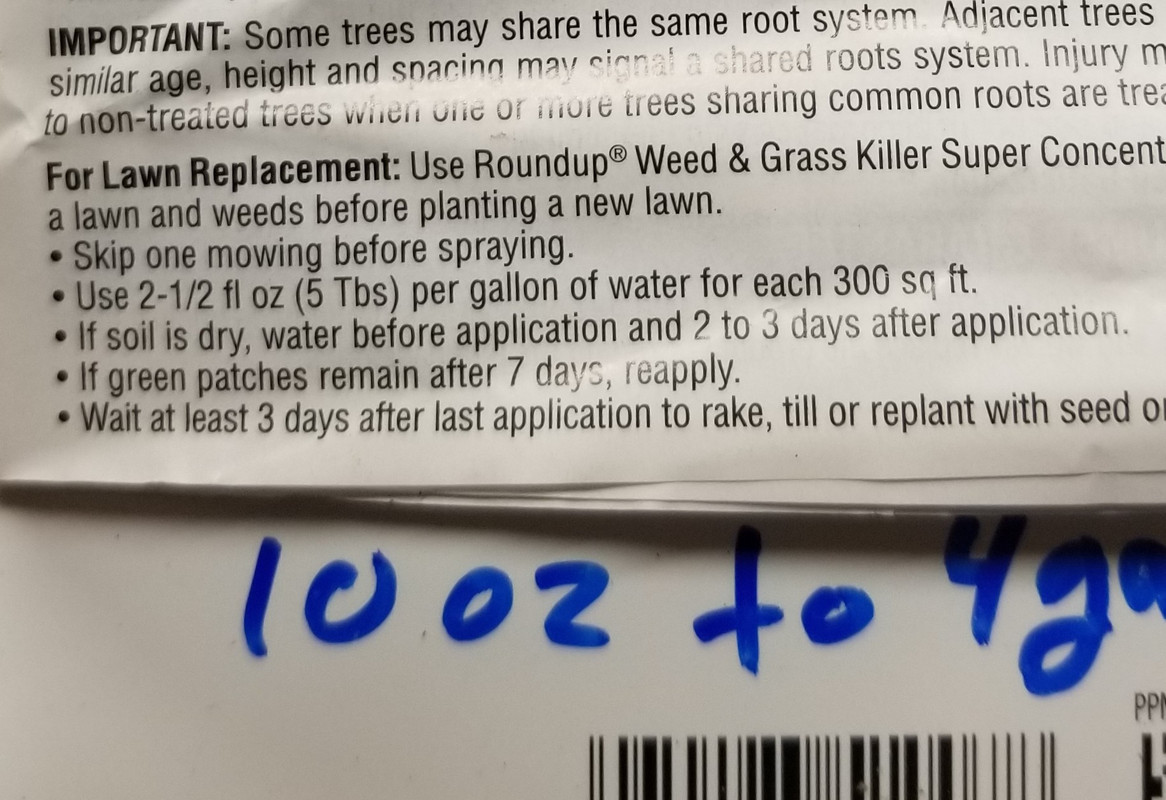 IMPORTANT: Some trees may share the same root system. Adjacent trees
similar age, height and spacing may signal a shared roots system. Injury
to non-treated trees when one or more trees sharing common roots are
For Lawn Replacement: Use Roundup® Weed & Grass Killer Super
a lawn and weeds before planting a new lawn.
• Skip one mowing before spraying.
• Use 2-1/2 fl oz (5 Tbs) per gallon of water for each 300 sq ft.
• If soil is dry, water before application and 2 to 3 days after application.
• If green patches remain after 7 days, reapply.
• Wait at least 3 days after last application to rake, till or replant with seed
10 oz to 4